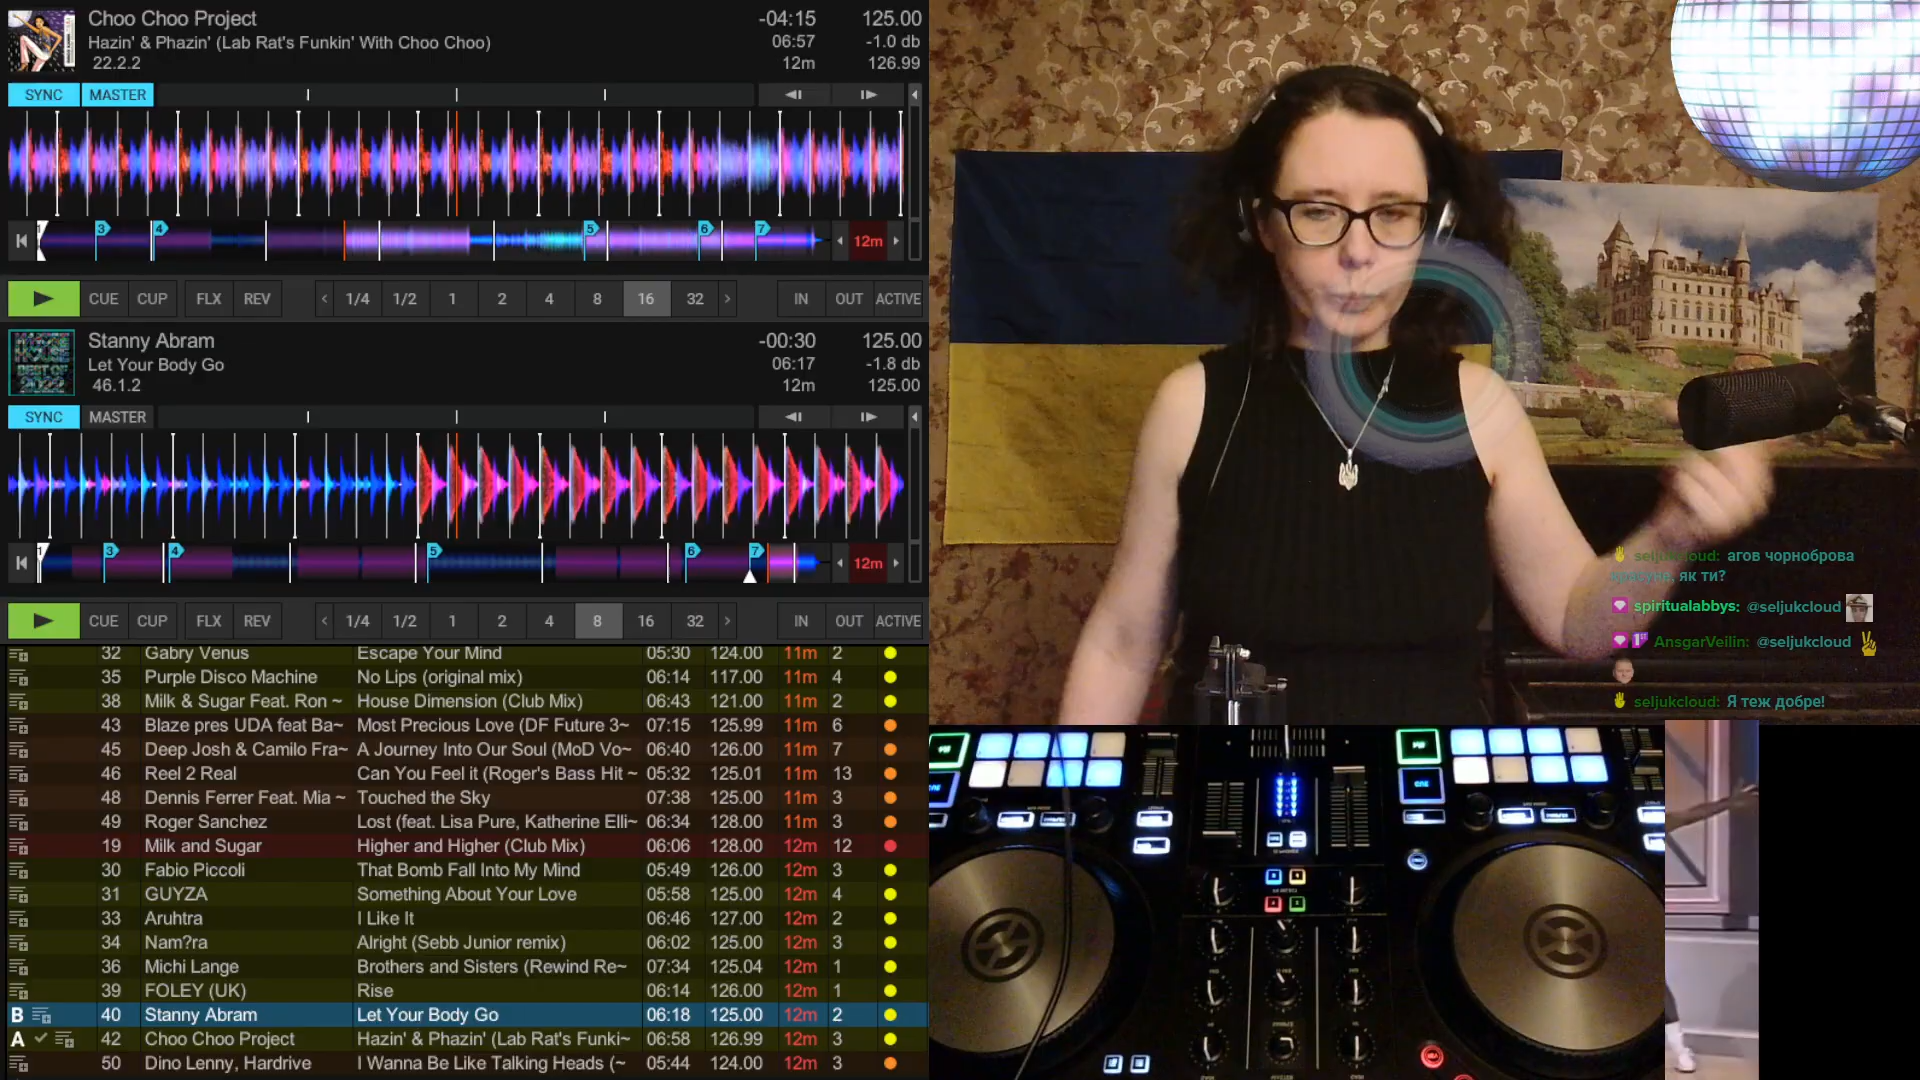 Choo Choo Project -04:15 125.00
Hazin' & Phazin' (Lab Rat's Funkin' With Choo Choo) 06:57 -1.0 db
22.2.2 12m 126.99
SYNC MASTER
3 4 5 6 7 12m
CUE CUP FLX REV 1/4 1/2 1 2 4 8 16 32 IN OUT ACTIVE
Stanny Abram -00:30 125.00
Let Your Body Go 06:17 -1.8 db
46.1.2 12m 125.00
SYNC MASTER
1 3 4 5 6 7 12m
CUE CUP FLX REV 1/4 1/2 1 2 4 8 16 32 IN OUT ACTIVE
32 Gabry Venus Escape Your Mind 05:30 124.00 11m 2
35 Purple Disco Machine No Lips (original mix) 06:14 117.00 11m 4
38 Milk & Sugar Feat. Ron ~ House Dimension (Club Mix) 06:43 121.00 11m 2
43 Blaze pres UDA feat Ba~ Most Precious Love (DF Future 3~ 07:15 125.99 11m 6
45 Deep Josh & Camilo Fra~ A Journey Into Our Soul (MoD Vo~ 06:40 126.00 11m 7
46 Reel 2 Real Can You Feel it (Roger's Bass Hit ~ 05:32 125.01 11m 13
48 Dennis Ferrer Feat. Mia ~ Touched the Sky 07:38 125.00 11m 3
49 Roger Sanchez Lost (feat. Lisa Pure, Katherine Elli~ 06:34 128.00 11m 3
19 Milk and Sugar Higher and Higher (Club Mix) 06:06 128.00 12m 12
30 Fabio Piccoli That Bomb Fall Into My Mind 05:49 126.00 12m 3
31 GUYZA Something About Your Love 05:58 125.00 12m 4
33 Aruhtra I Like It 06:46 127.00 12m 2
34 Nam?ra Alright (Sebb Junior remix) 06:02 125.00 12m 3
36 Michi Lange Brothers and Sisters (Rewind Re~ 07:34 125.04 12m 1
39 FOLEY (UK) Rise 06:14 126.00 12m 1
B 40 Stanny Abram Let Your Body Go 06:18 125.00 12m 2
A 42 Choo Choo Project Hazin' & Phazin' (Lab Rat's Funki~ 06:58 126.99 12m 3
50 Dino Lenny, Hardrive I Wanna Be Like Talking Heads (~ 05:44 124.00 12m 3
seljukcloud: агов чорноброва
як ти?
spiritualabbys: @seljukcloud
AnsgarVeilin: @seljukcloud
seljukcloud: Я теж добре!